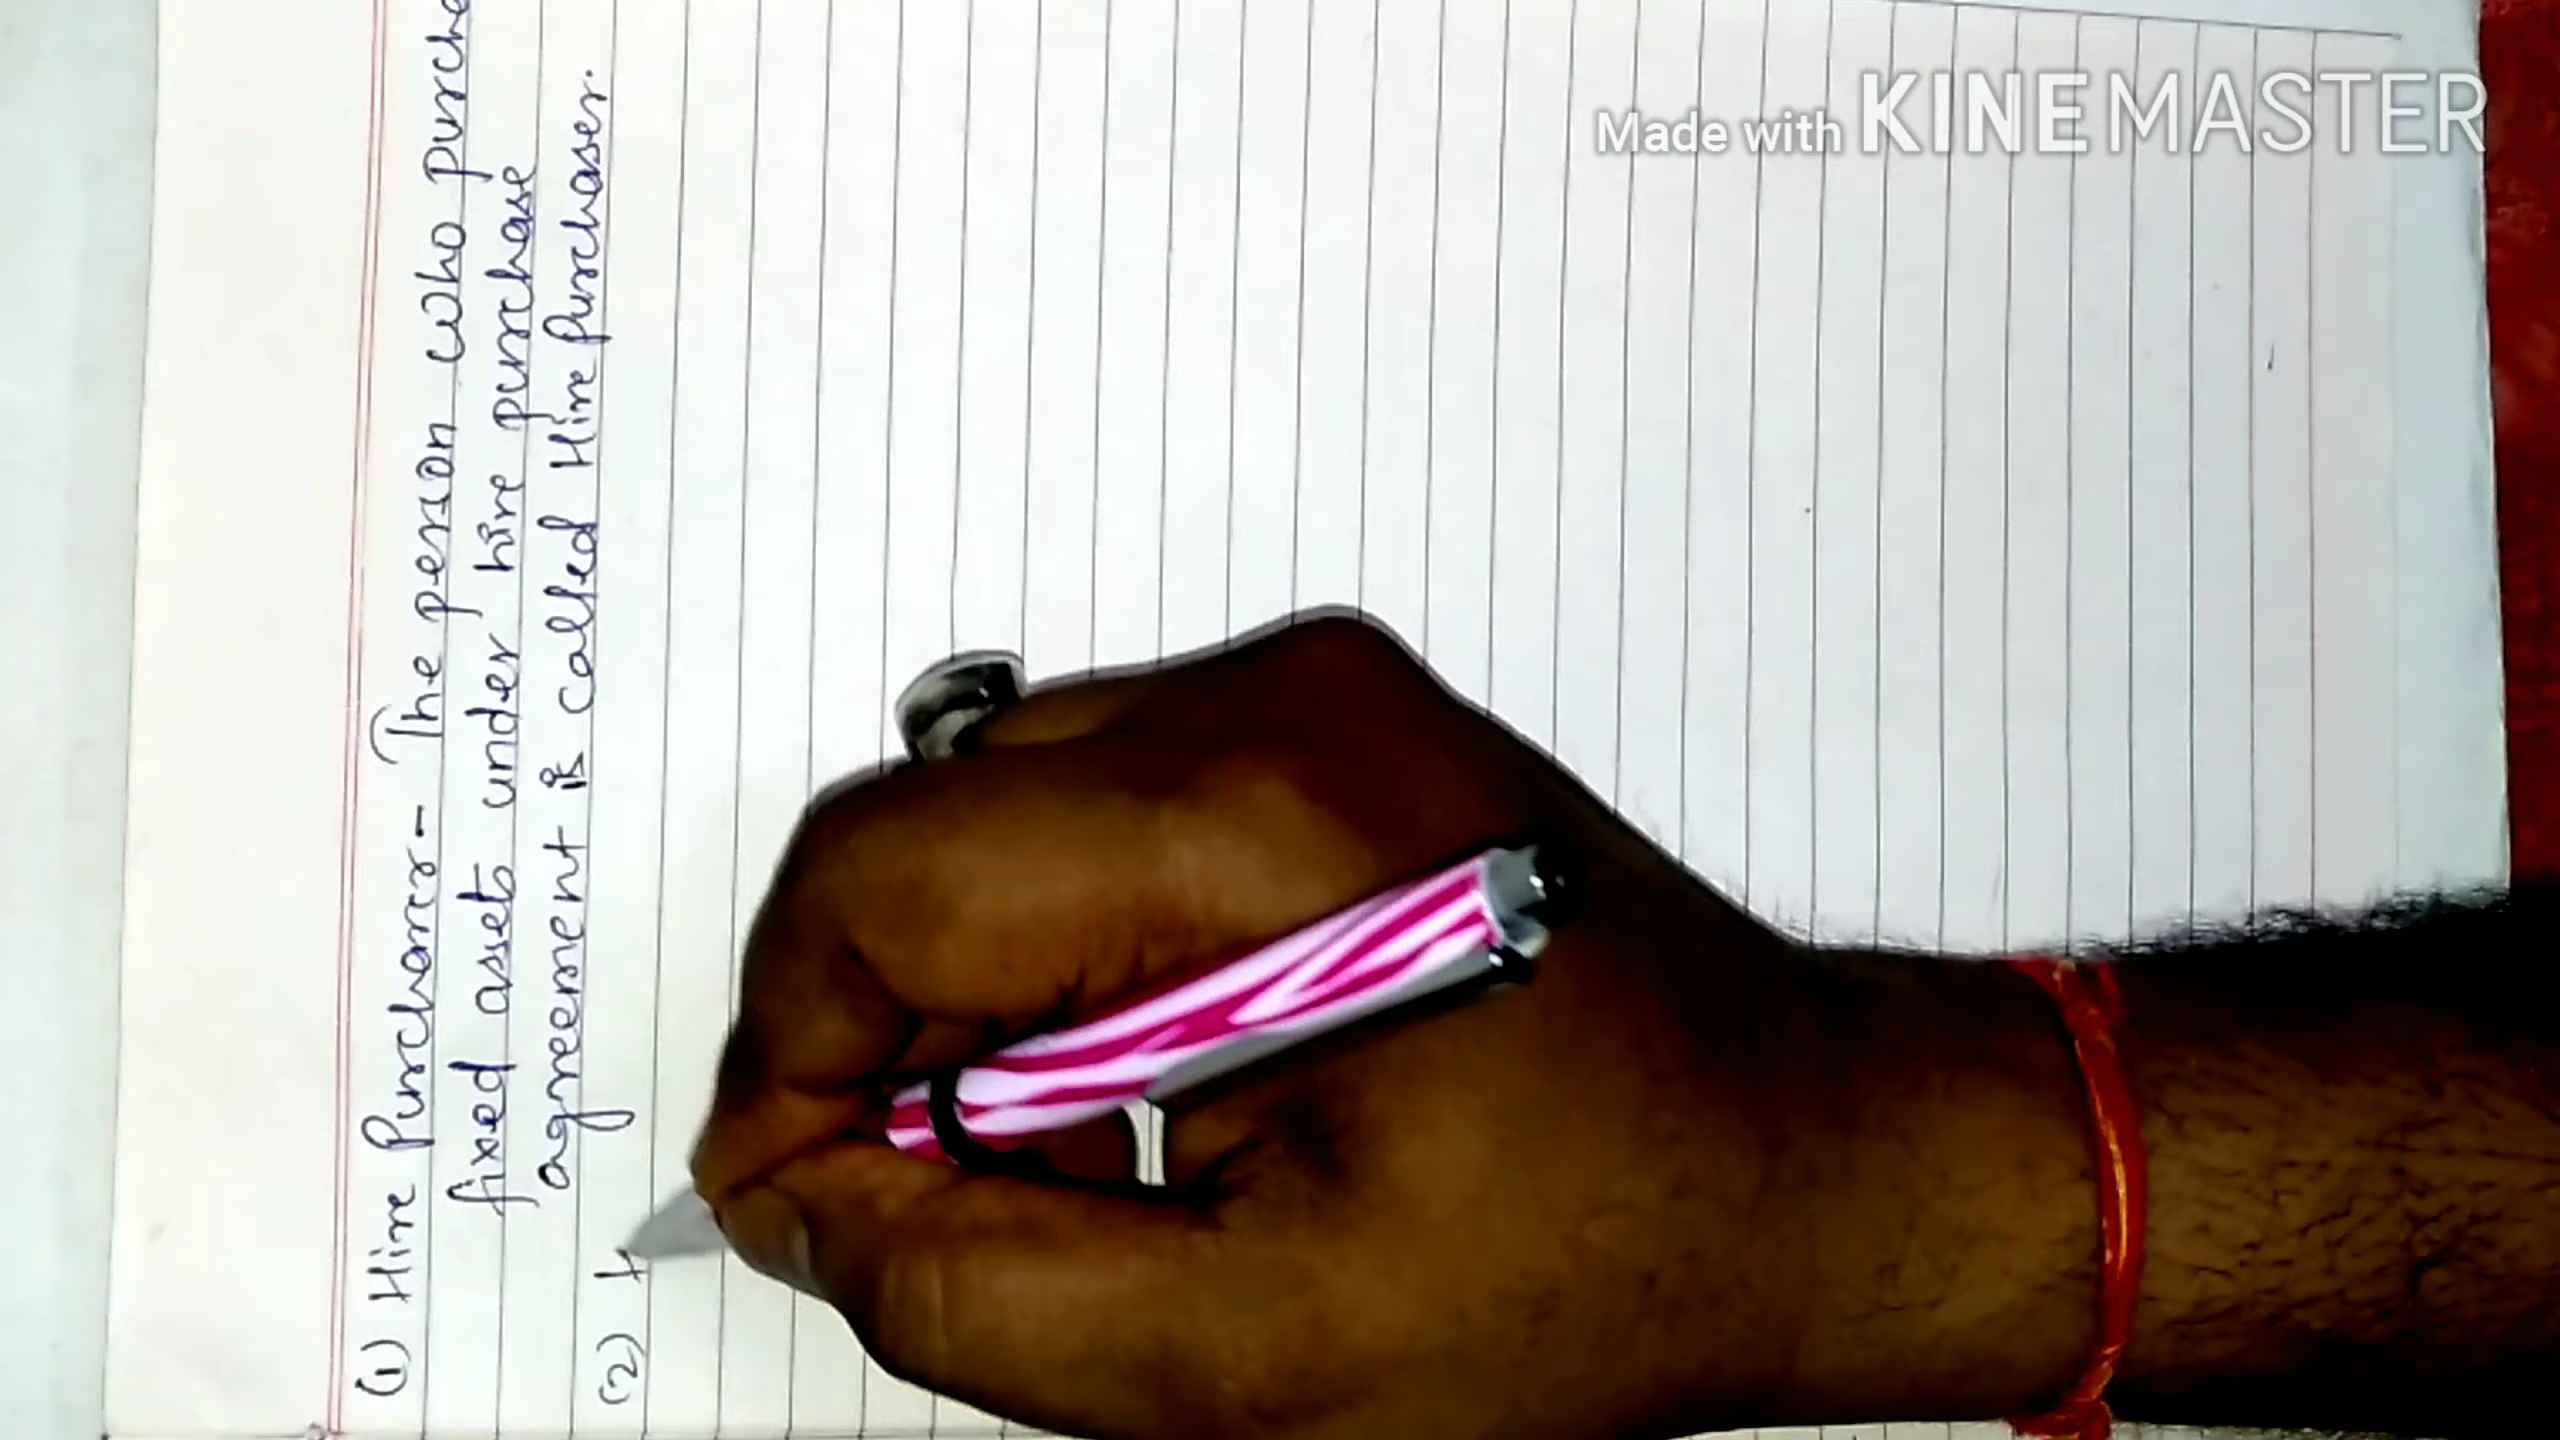 (1) Hire Purchaser- The person who purcha
fixed assets under hire purchase
agreement is called Hire Purchaser.
(2) H
Made with KINEMASTER